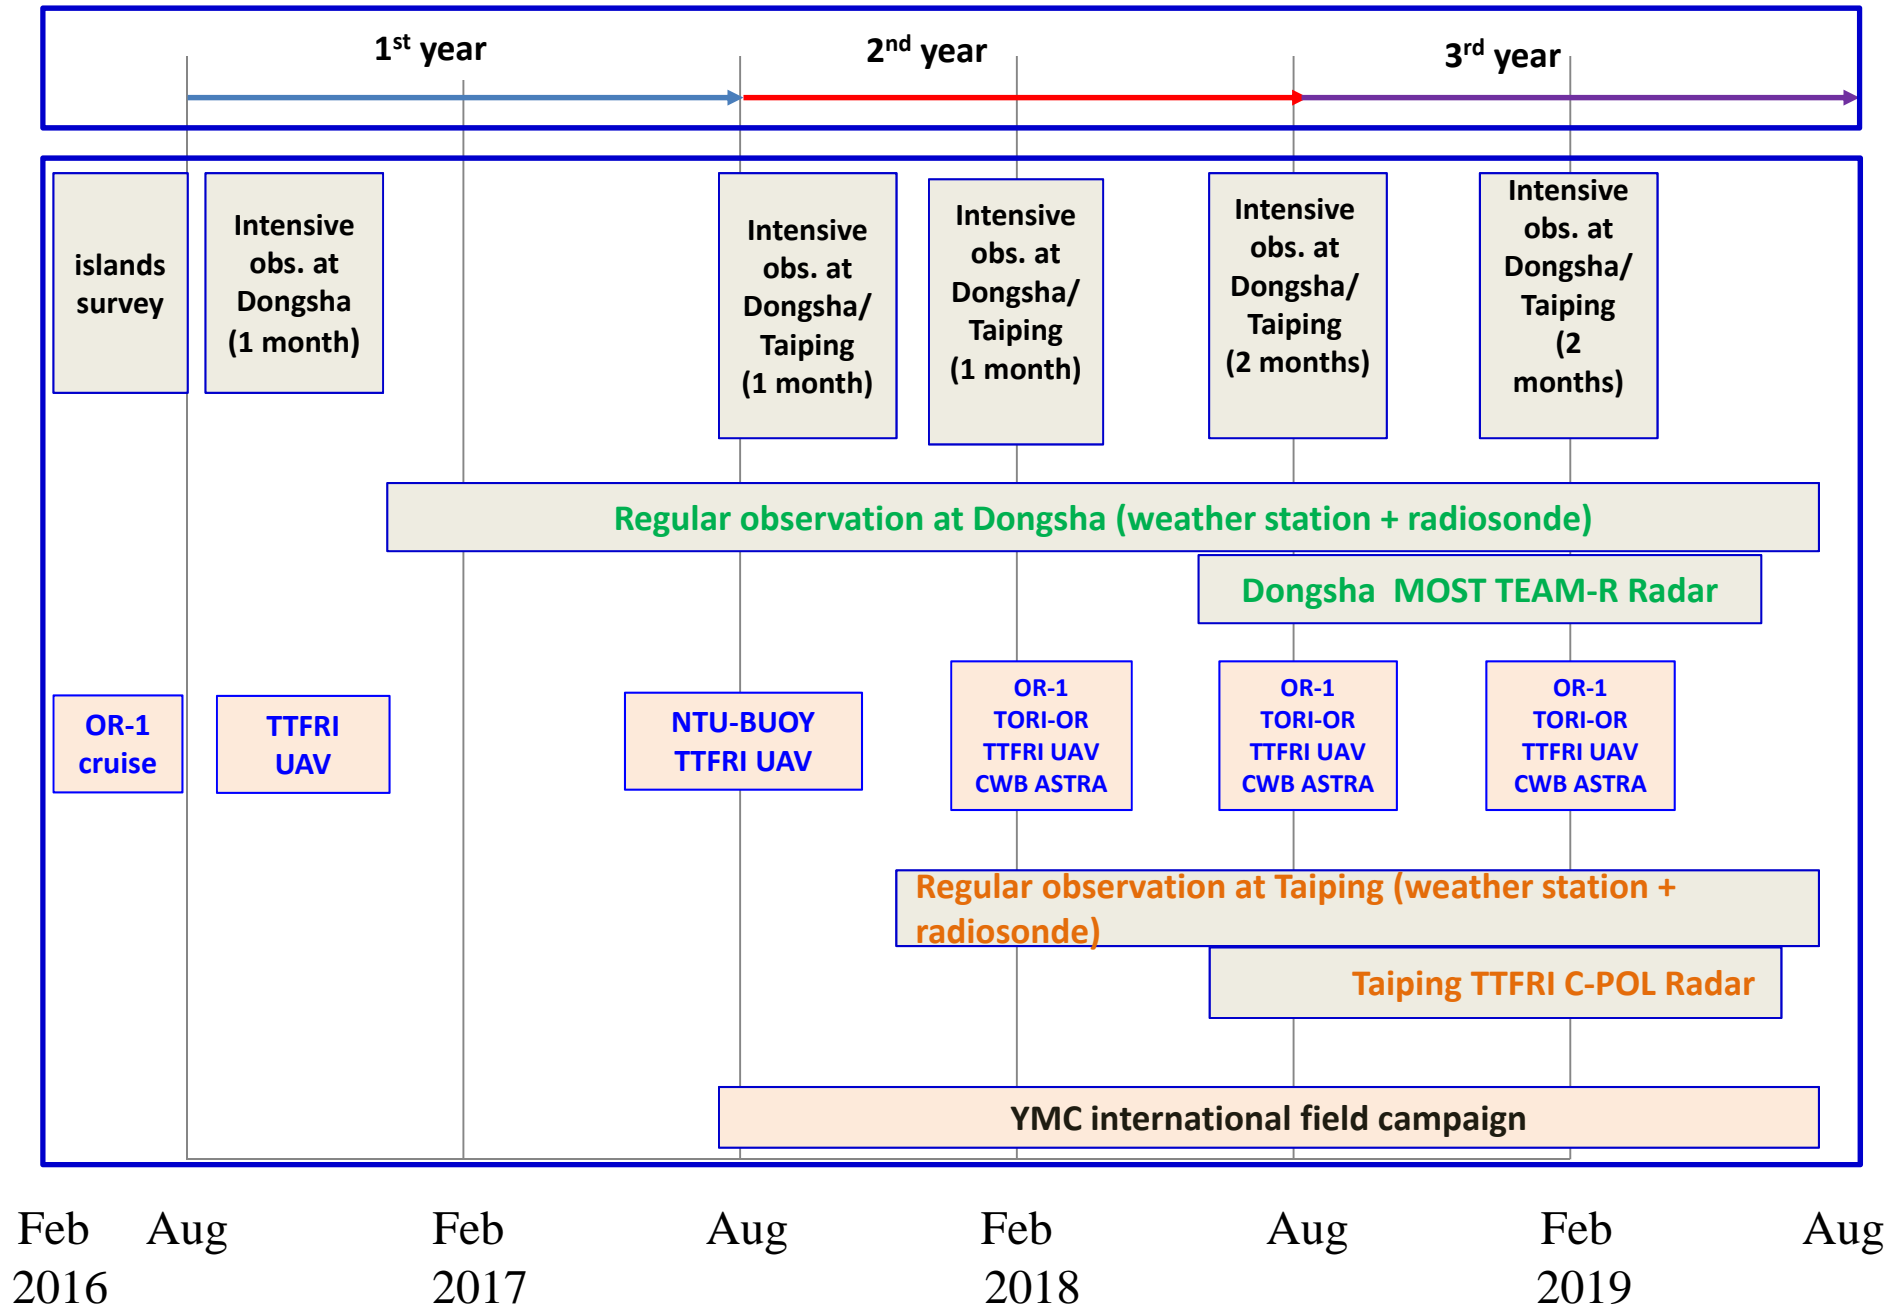 1st year
2nd year
3rd year
islands
survey
Intensive
obs. at
Dongsha
(1 month)
Intensive
obs. at
Dongsha/
Taiping
(1 month)
Intensive
obs. at
Dongsha/
Taiping
(1 month)
Intensive
obs. at
Dongsha/
Taiping
(2 months)
Intensive
obs. at
Dongsha/
Taiping
(2
months)
Regular observation at Dongsha (weather station + radiosonde)
Dongsha  MOST TEAM-R Radar
OR-1
cruise
TTFRI
UAV
NTU-BUOY
TTFRI UAV
OR-1
TORI-OR
TTFRI UAV
CWB ASTRA
OR-1
TORI-OR
TTFRI UAV
CWB ASTRA
OR-1
TORI-OR
TTFRI UAV
CWB ASTRA
Regular observation at Taiping (weather station +
radiosonde)
Taiping TTFRI C-POL Radar
YMC international field campaign
Feb Aug Feb Aug Feb Aug Feb Aug
2016 2017 2018 2019